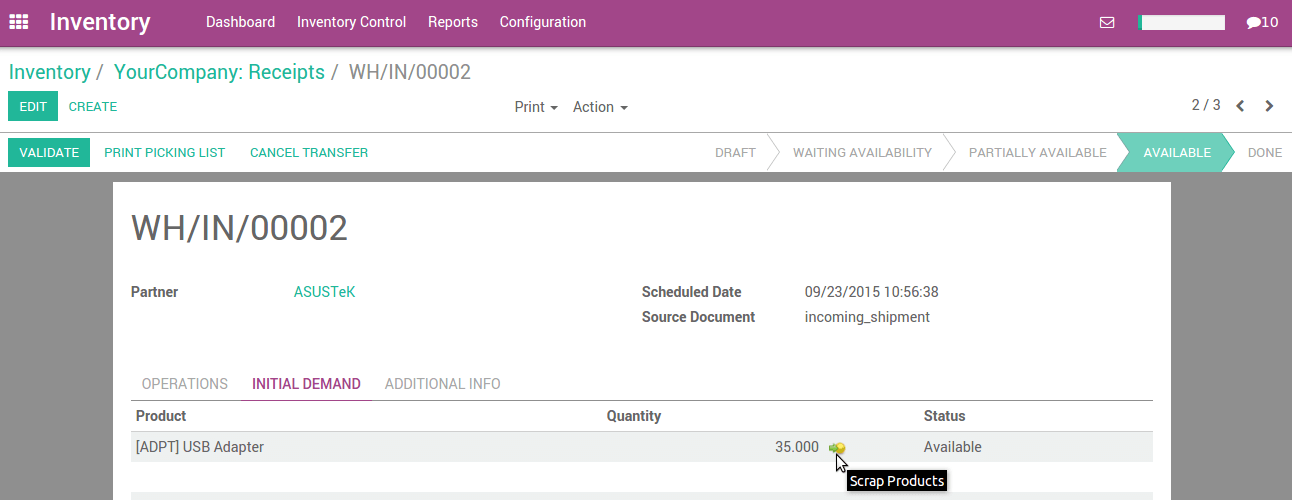 Inventory Dashboard Inventory Control Reports Configuration 10
Inventory / YourCompany: Receipts / WH/IN/00002
EDIT CREATE Print Action 2 / 3
VALIDATE PRINT PICKING LIST CANCEL TRANSFER DRAFT WAITING AVAILABILITY PARTIALLY AVAILABLE AVAILABLE DONE
WH/IN/00002
Partner ASUSTeK Scheduled Date 09/23/2015 10:56:38
Source Document incoming_shipment
OPERATIONS INITIAL DEMAND ADDITIONAL INFO
Product Quantity Status
[ADPT] USB Adapter 35.000 Available
Scrap Products